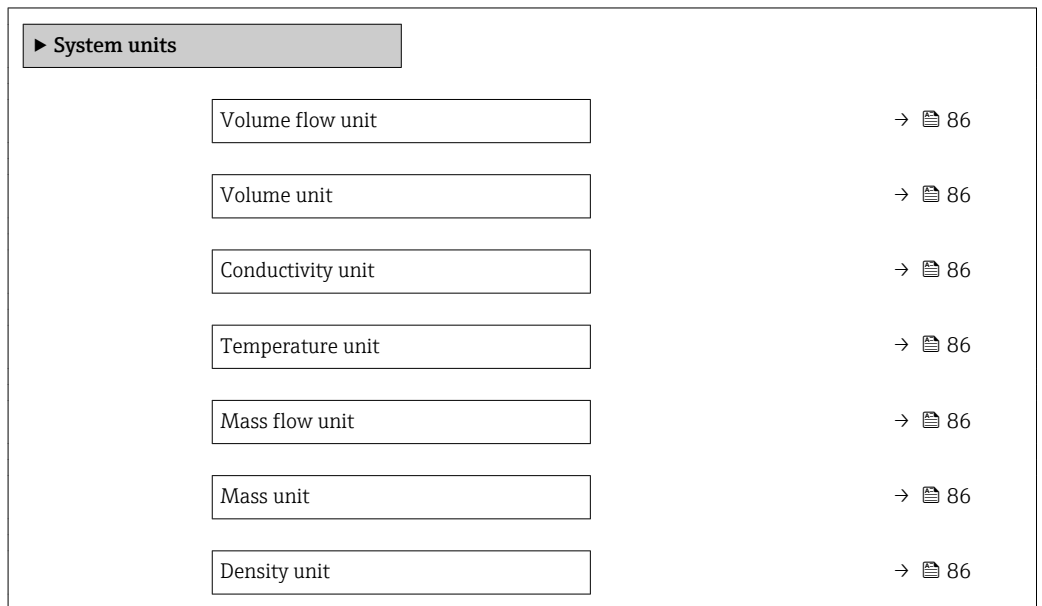 ▶ System units
Volume flow unit → 86
Volume unit → 86
Conductivity unit → 86
Temperature unit → 86
Mass flow unit → 86
Mass unit → 86
Density unit → 86